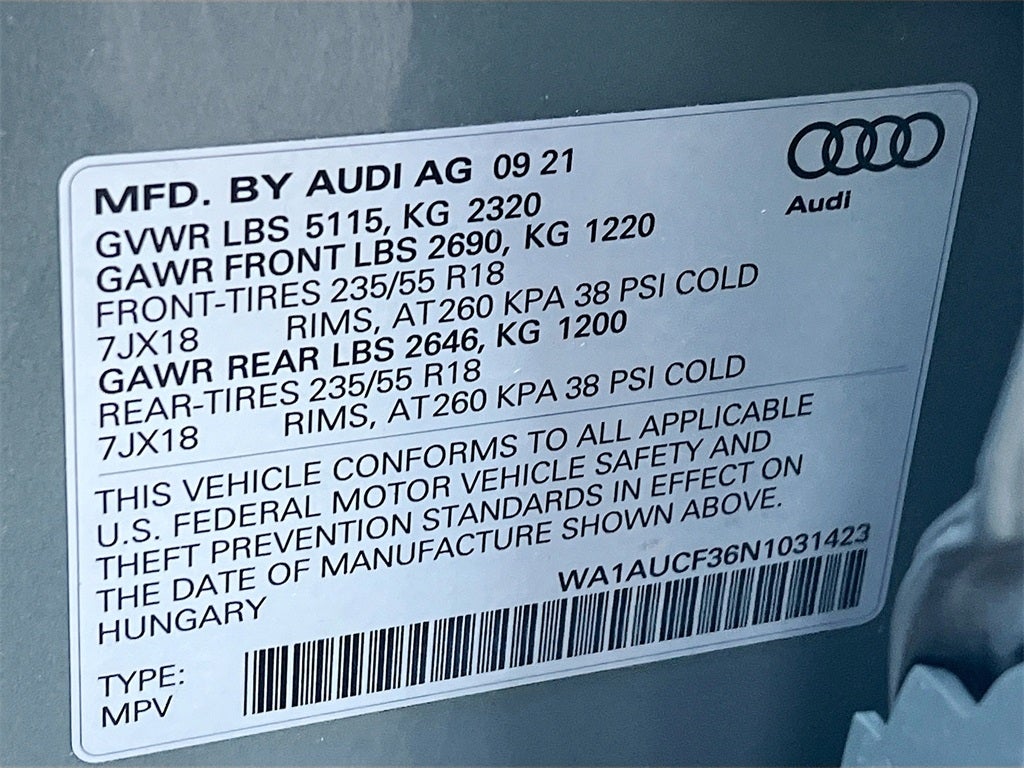 MFD. BY AUDI AG 09 21
Audi
GVWR LBS 5115, KG 2320
GAWR FRONT LBS 2690, KG 1220
FRONT-TIRES 235/55 R18
7JX18 RIMS, AT260 KPA 38 PSI COLD
GAWR REAR LBS 2646, KG 1200
REAR-TIRES 235/55 R18
7JX18 RIMS, AT260 KPA 38 PSI COLD
THIS VEHICLE CONFORMS TO ALL APPLICABLE
U.S. FEDERAL MOTOR VEHICLE SAFETY AND
THEFT PREVENTION STANDARDS IN EFFECT ON
THE DATE OF MANUFACTURE SHOWN ABOVE.
HUNGARY
WA1AUCF36N1031423
TYPE:
MPV